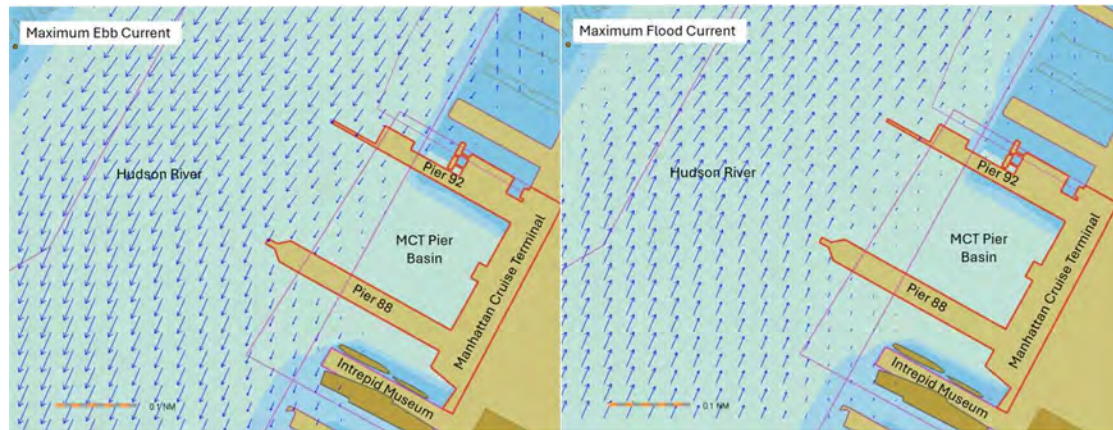 Maximum Ebb Current
Hudson River
Pier 92
MCT Pier
Basin
Pier 88
Manhattan Cruise Terminal
Intrepid Museum
0.1 NM
Maximum Flood Current
Hudson River
Pier 92
MCT Pier
Basin
Pier 88
Manhattan Cruise Terminal
Intrepid Museum
0.1 NM